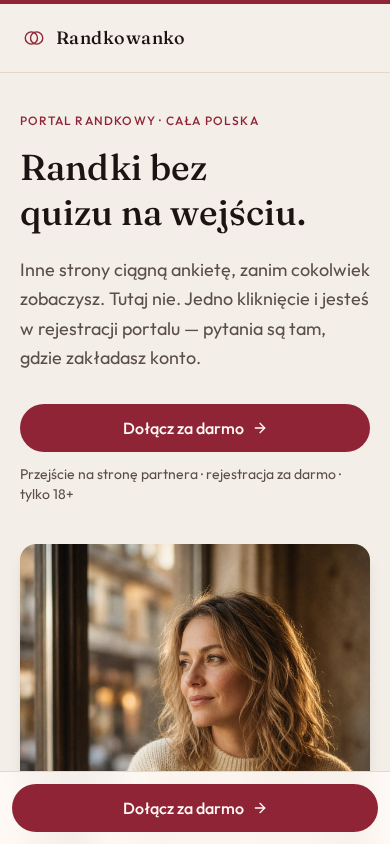 Randkowanko
PORTAL RANDKOWY · CAŁA POLSKA
Randki bez
quizu na wejściu.
Inne strony ciągną ankietę, zanim cokolwiek
zobaczysz. Tutaj nie. Jedno kliknięcie i jesteś
w rejestracji portalu — pytania są tam,
gdzie zakładasz konto.
Dołącz za darmo →
Przejście na stronę partnera · rejestracja za darmo ·
tylko 18+
Dołącz za darmo →